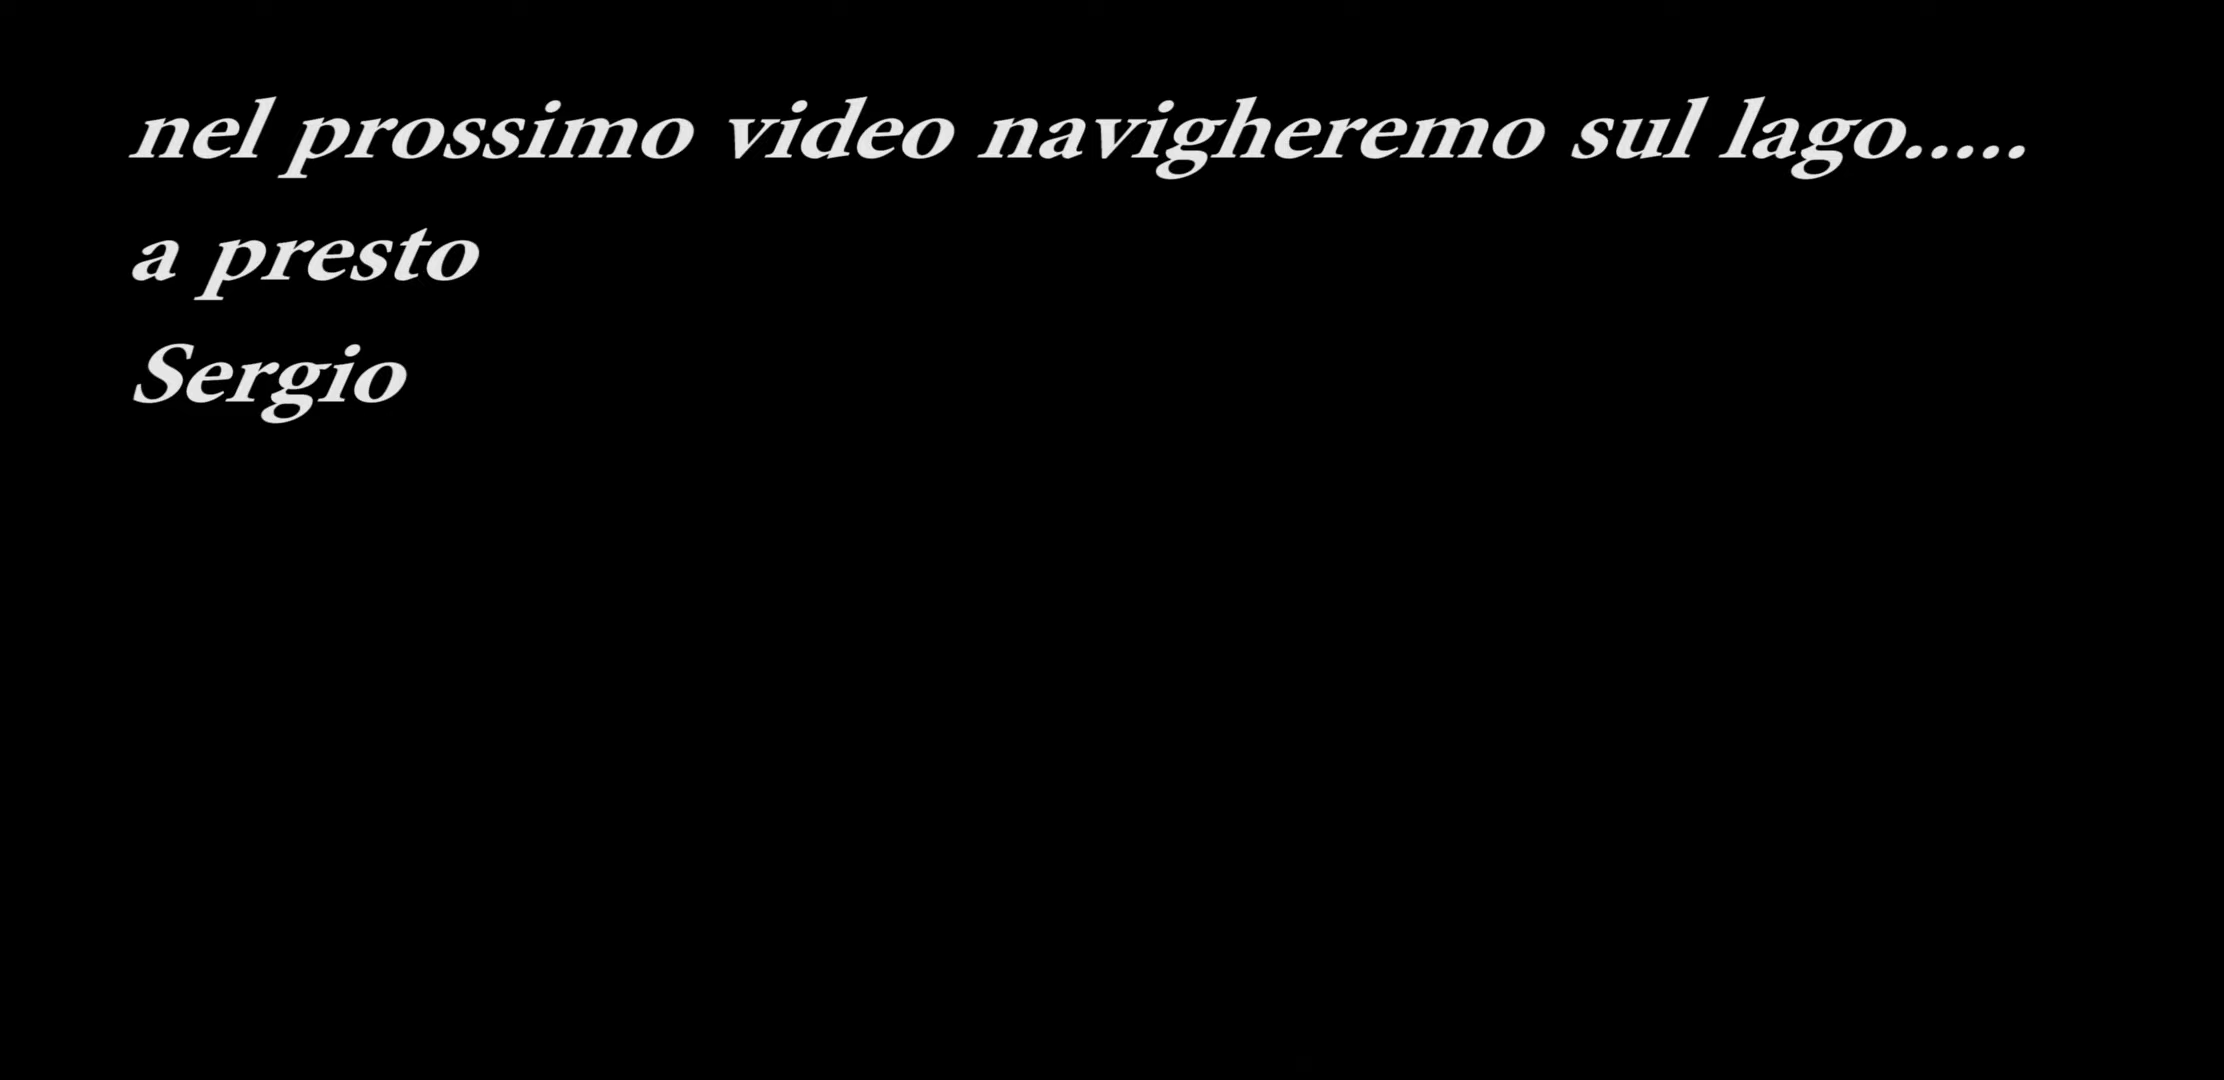 nel prossimo video navigheremo sul lago.....
a presto
Sergio